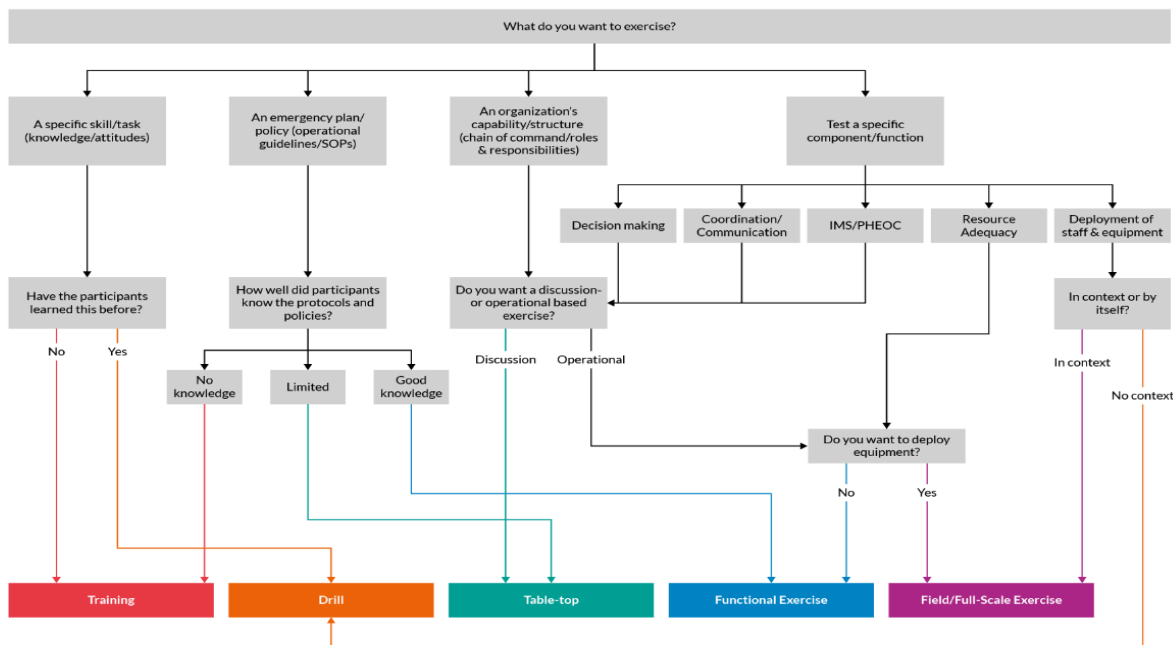 What do you want to exercise?
A specific skill/task
(knowledge/attitudes)
An emergency plan/
policy (operational
guidelines/SOPs)
An organization's
capability/structure
(chain of command/roles
& responsibilities)
Test a specific
component/function
Decision making
Coordination/
Communication
IMS/PHEOC
Resource
Adequacy
Deployment of
staff & equipment
Have the participants
learned this before?
How well did participants
know the protocols and
policies?
Do you want a discussion-
or operational based
exercise?
In context or by
itself?
No
Yes
Discussion
Operational
In context
No context
No
knowledge
Limited
Good
knowledge
Do you want to deploy
equipment?
No
Yes
Training
Drill
Table-top
Functional Exercise
Field/Full-Scale Exercise